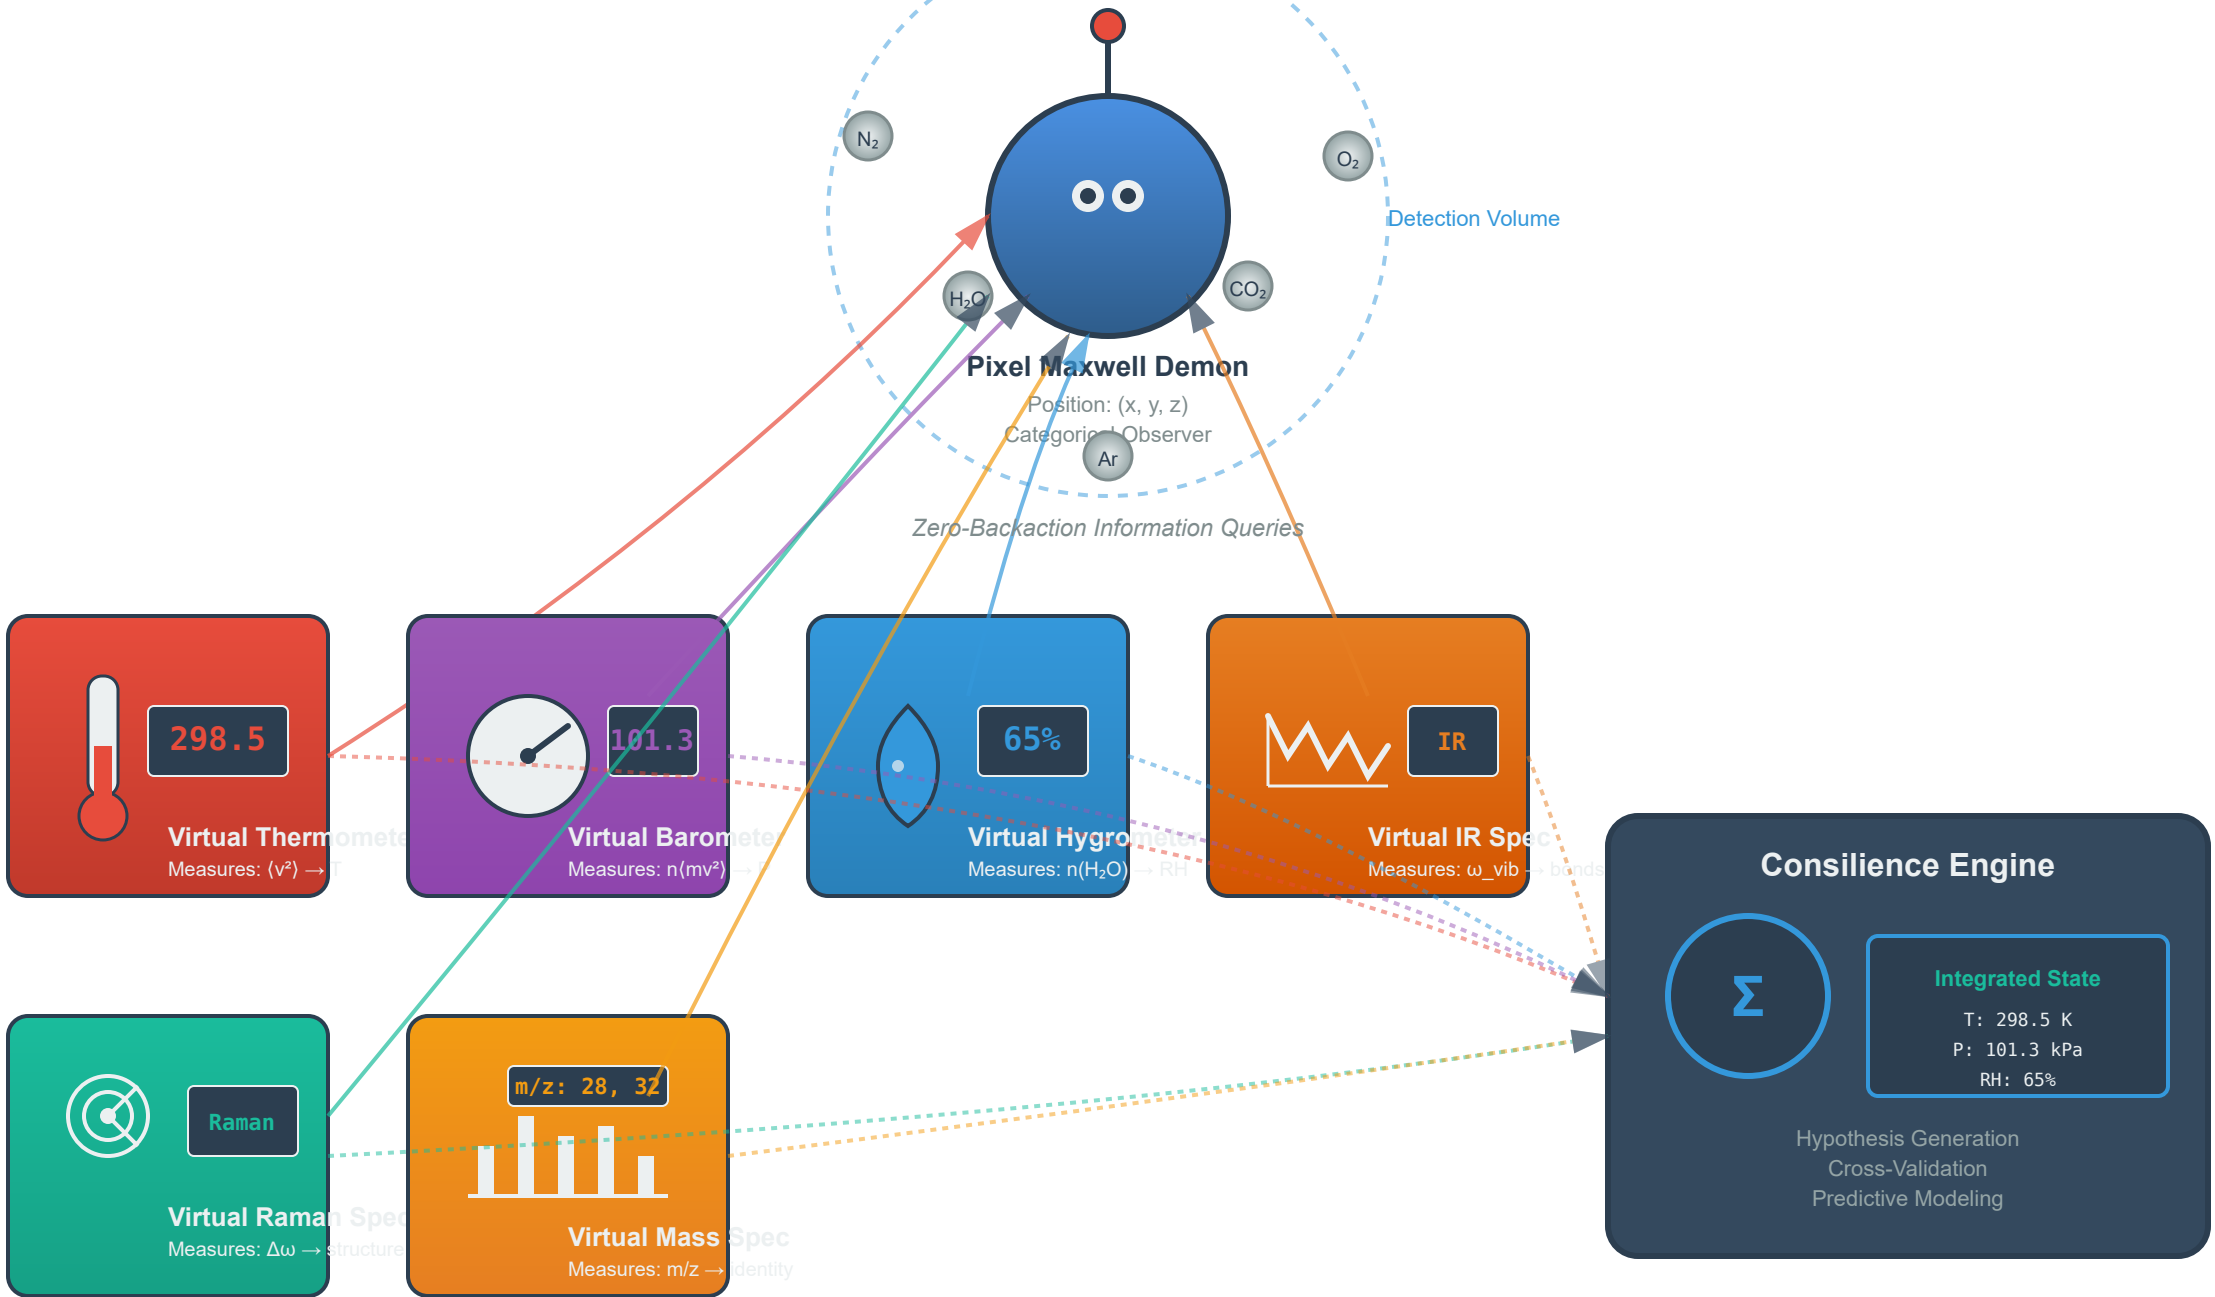 N₂
O₂
Detection Volume
H₂O
CO₂
Pixel Maxwell Demon
Position: (x, y, z)
Categorical Observer
Ar
Zero-Backaction Information Queries
298.5
Virtual Thermometer
Measures: ⟨v²⟩ → T
101.3
Virtual Barometer
Measures: n⟨mv²⟩ → P
65%
Virtual Hygrometer
Measures: n(H₂O) → RH
IR
Virtual IR Spec
Measures: ω_vib → bonds
Raman
Virtual Raman Spec
Measures: Δω → structure
m/z: 28, 32
Virtual Mass Spec
Measures: m/z → identity
Consilience Engine
Σ
Integrated State
T: 298.5 K
P: 101.3 kPa
RH: 65%
Hypothesis Generation
Cross-Validation
Predictive Modeling